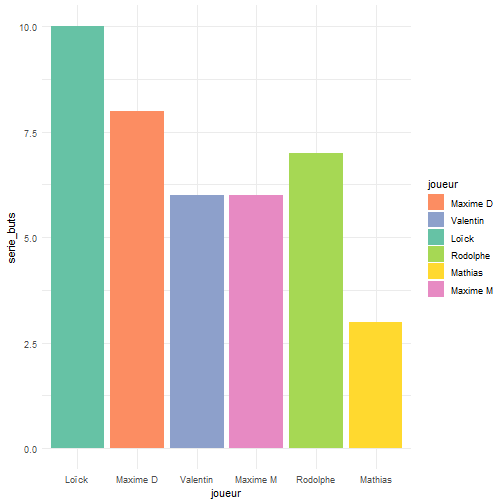 10.0
7.5
5.0
2.5
0.0
serie_buts
Loïck Maxime D Valentin Maxime M Rodolphe Mathias
joueur
joueur
Maxime D
Valentin
Loïck
Rodolphe
Mathias
Maxime M